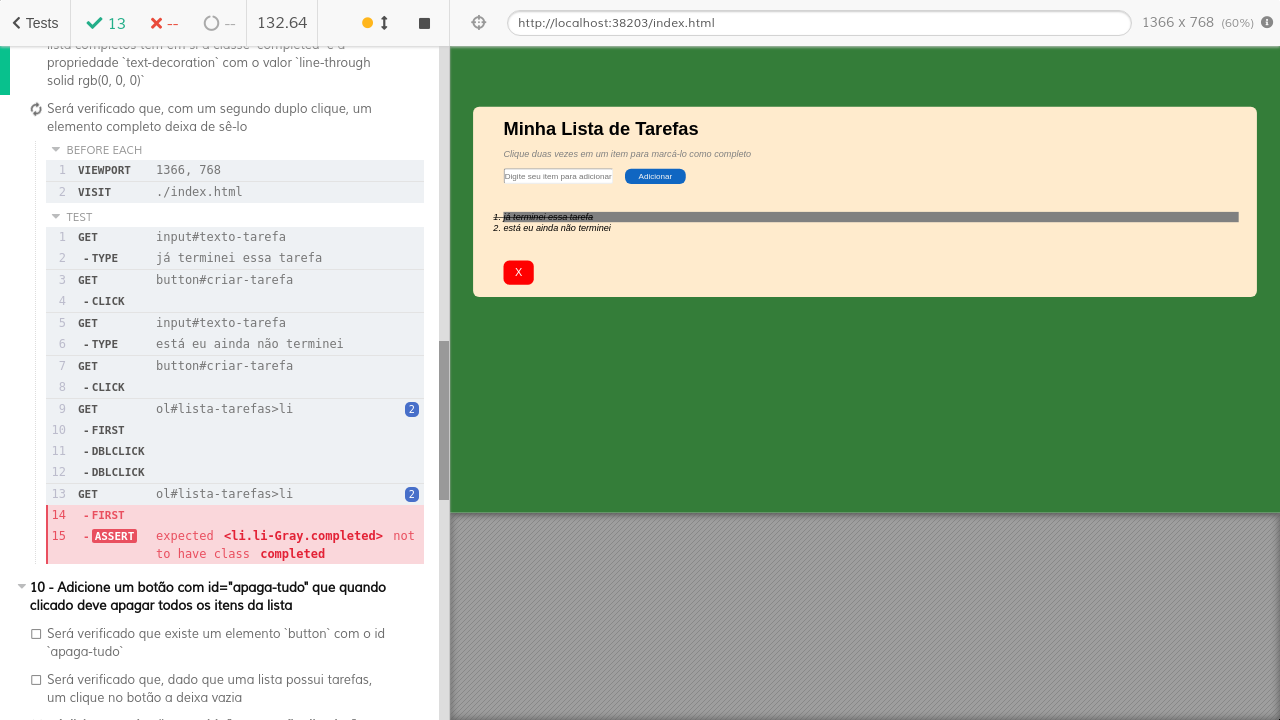 Tests
13
--
--
132.64
http://localhost:38203/index.html
1366 x 768 (60%)
lista completos tem em si a classe `completed` e a
propriedade `text-decoration` com o valor `line-through
solid rgb(0, 0, 0)`
Será verificado que, com um segundo duplo clique, um
elemento completo deixa de sê-lo
BEFORE EACH
1 VIEWPORT 1366, 768
2 VISIT ./index.html
TEST
1 GET input#texto-tarefa
2 -TYPE já terminei essa tarefa
3 GET button#criar-tarefa
4 -CLICK
5 GET input#texto-tarefa
6 -TYPE está eu ainda não terminei
7 GET button#criar-tarefa
8 -CLICK
9 GET ol#lista-tarefas>li 2
10 -FIRST
11 -DBLCLICK
12 -DBLCLICK
13 GET ol#lista-tarefas>li 2
14 -FIRST
15 -ASSERT expected <li.li-Gray.completed> not
to have class completed
10 - Adicione um botão com id="apaga-tudo" que quando
clicado deve apagar todos os itens da lista
Será verificado que existe um elemento `button` com o id
`apaga-tudo`
Será verificado que, dado que uma lista possui tarefas,
um clique no botão a deixa vazia
Minha Lista de Tarefas
Clique duas vezes em um item para marcá-lo como completo
Digite seu item para adicionar
Adicionar
1. já terminei essa tarefa
2. está eu ainda não terminei
X